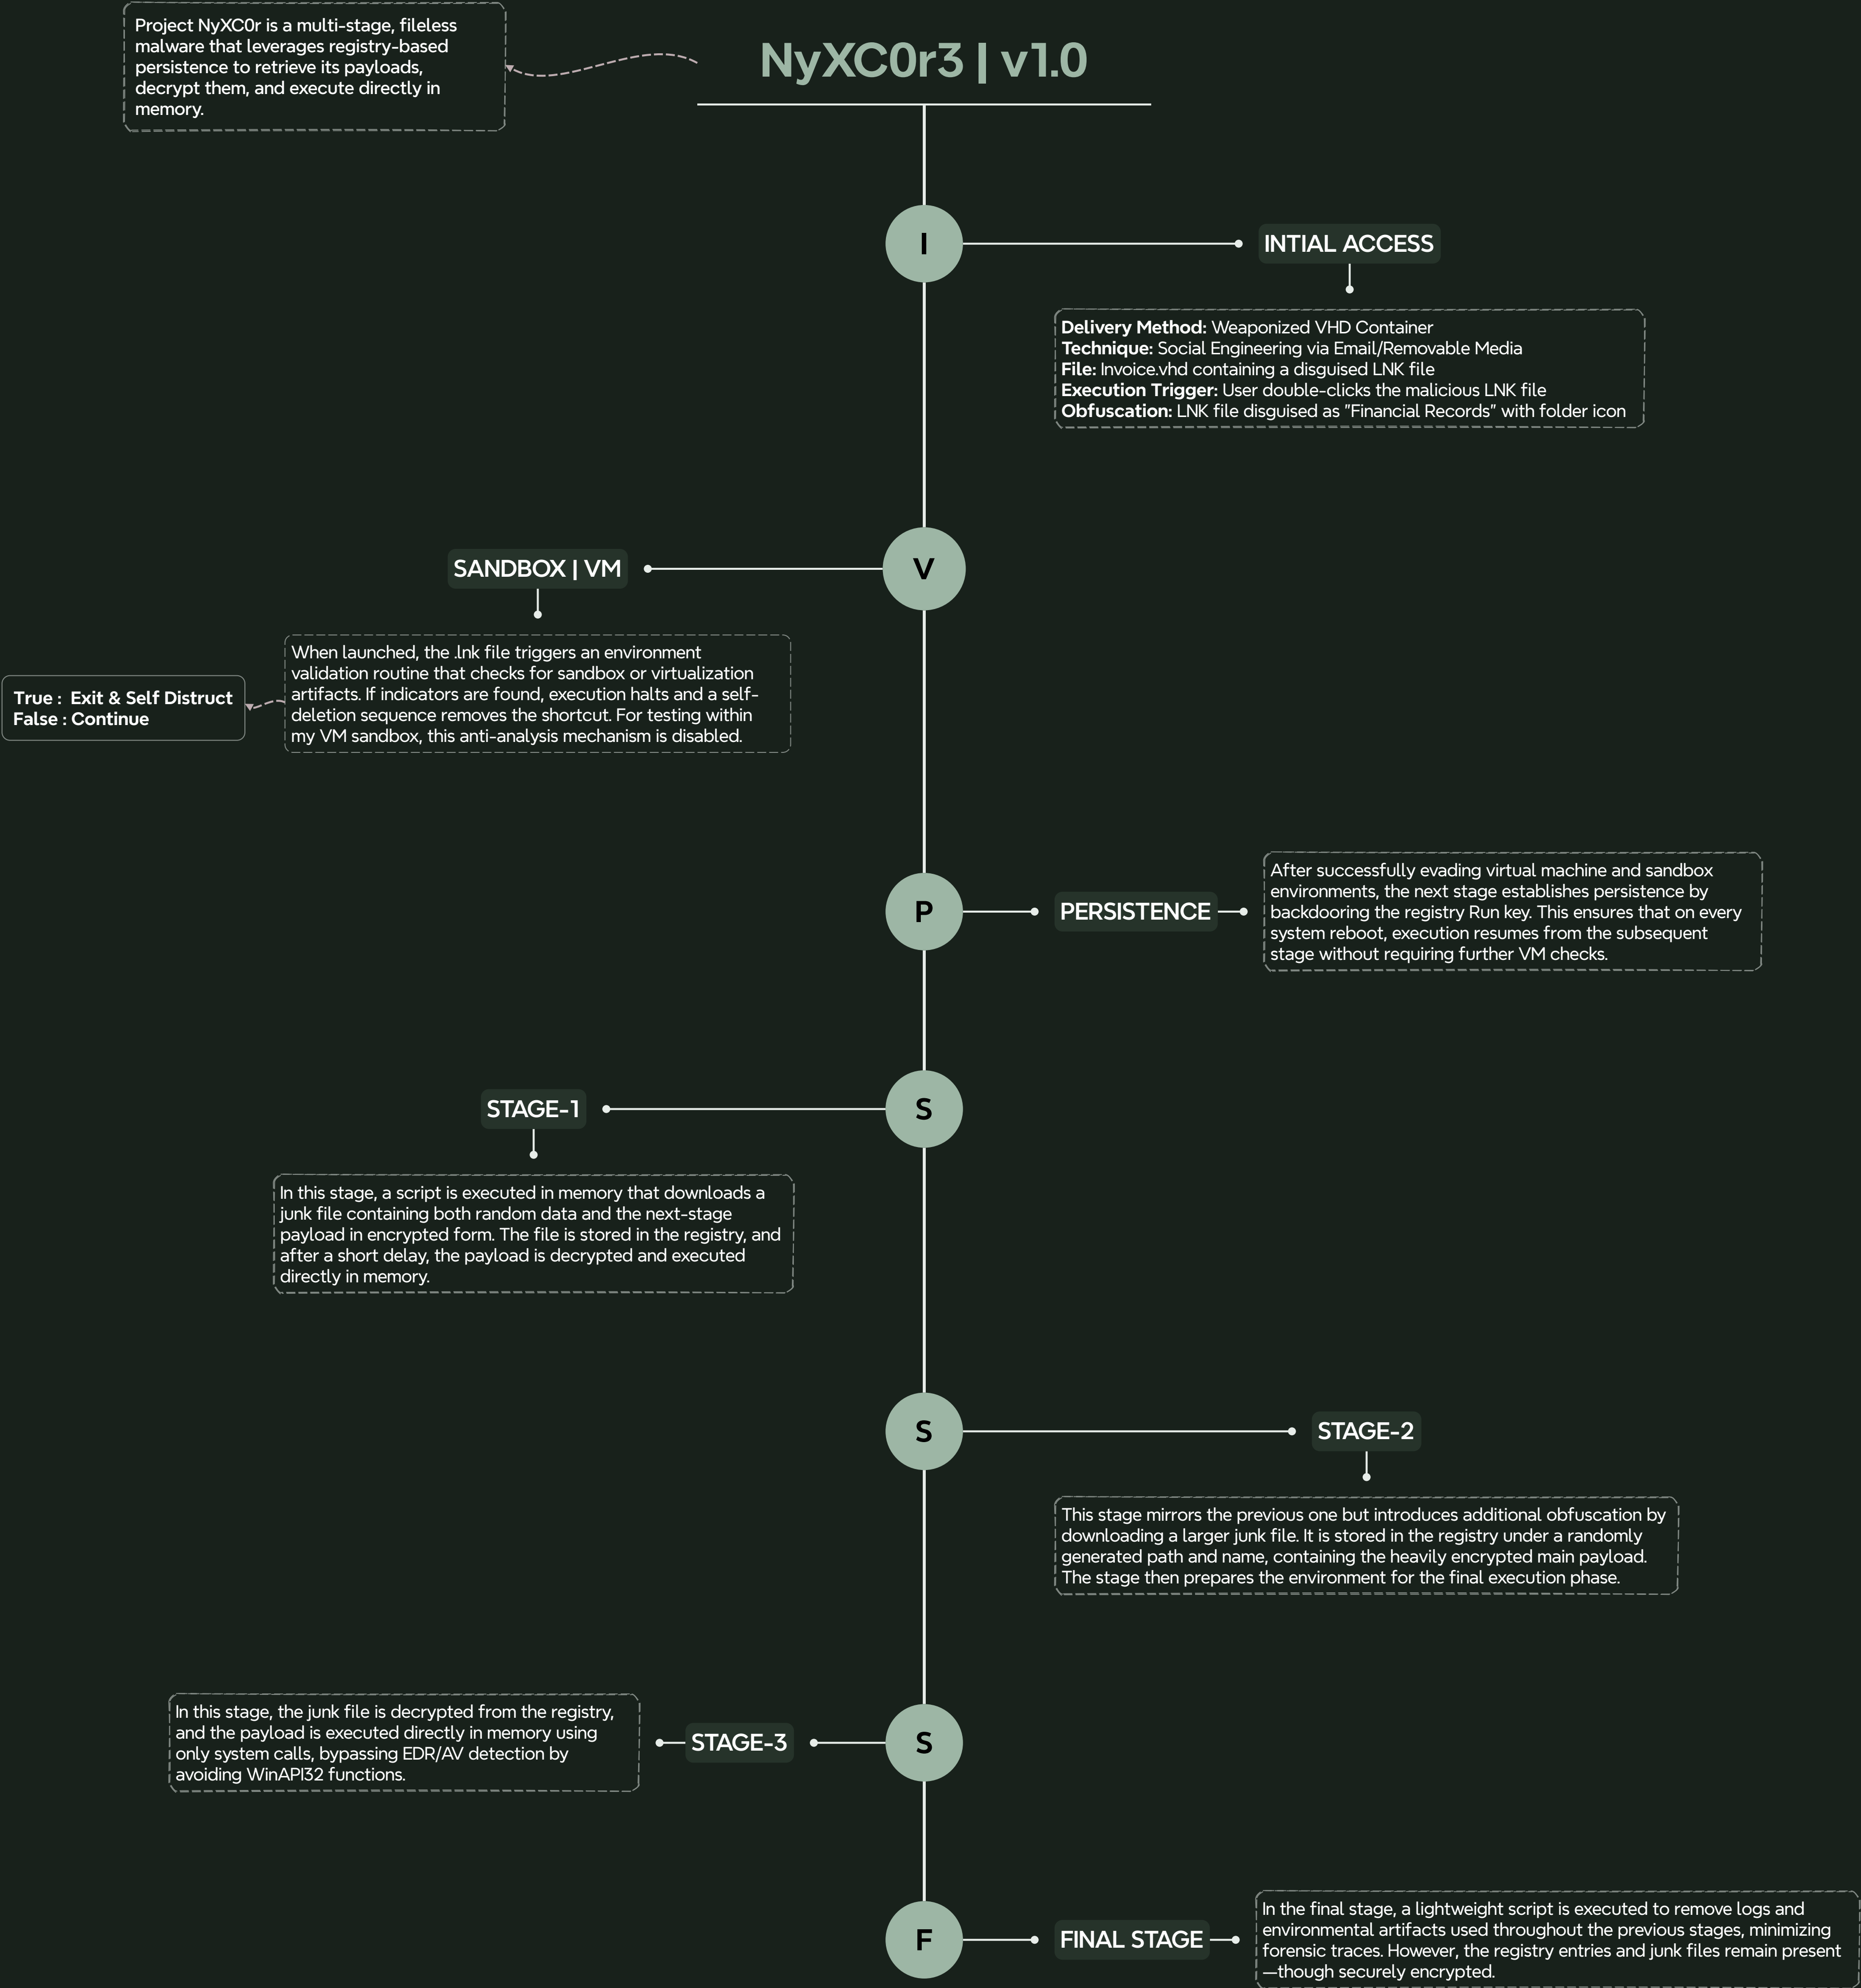 Project NyXC0r is a multi-stage, fileless
malware that leverages registry-based
persistence to retrieve its payloads,
decrypt them, and execute directly in
memory.
NyXC0r3 | v1.0
I
INTIAL ACCESS
Delivery Method: Weaponized VHD Container
Technique: Social Engineering via Email/Removable Media
File: Invoice.vhd containing a disguised LNK file
Execution Trigger: User double-clicks the malicious LNK file
Obfuscation: LNK file disguised as "Financial Records" with folder icon
V
SANDBOX | VM
When launched, the .lnk file triggers an environment
validation routine that checks for sandbox or virtualization
artifacts. If indicators are found, execution halts and a self-
deletion sequence removes the shortcut. For testing within
my VM sandbox, this anti-analysis mechanism is disabled.
True : Exit & Self Distruct
False : Continue
P
PERSISTENCE
After successfully evading virtual machine and sandbox
environments, the next stage establishes persistence by
backdooring the registry Run key. This ensures that on every
system reboot, execution resumes from the subsequent
stage without requiring further VM checks.
S
STAGE-1
In this stage, a script is executed in memory that downloads a
junk file containing both random data and the next-stage
payload in encrypted form. The file is stored in the registry, and
after a short delay, the payload is decrypted and executed
directly in memory.
S
STAGE-2
This stage mirrors the previous one but introduces additional obfuscation by
downloading a larger junk file. It is stored in the registry under a randomly
generated path and name, containing the heavily encrypted main payload.
The stage then prepares the environment for the final execution phase.
S
STAGE-3
In this stage, the junk file is decrypted from the registry,
and the payload is executed directly in memory using
only system calls, bypassing EDR/AV detection by
avoiding WinAPI32 functions.
F
FINAL STAGE
In the final stage, a lightweight script is executed to remove logs and
environmental artifacts used throughout the previous stages, minimizing
forensic traces. However, the registry entries and junk files remain present
—though securely encrypted.